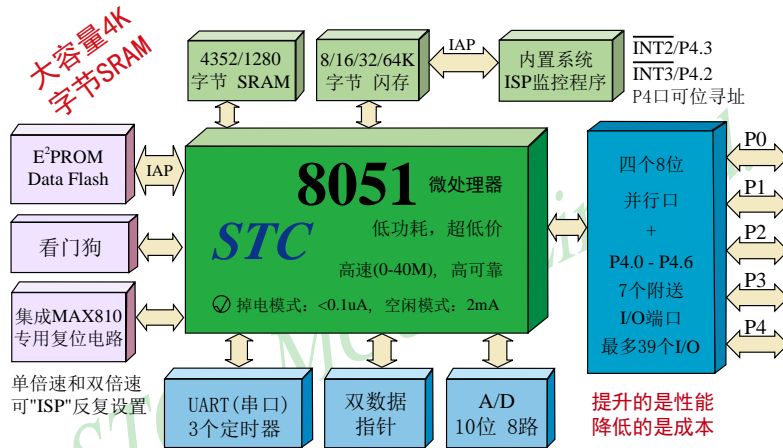 大容量4K
字节SRAM
4352/1280
字节 SRAM
8/16/32/64K
字节 闪存
IAP
内置系统
ISP监控程序
INT2/P4.3
INT3/P4.2
P4口可位寻址
E²PROM
Data Flash
IAP
看门狗
集成MAX810
专用复位电路
单倍速和双倍速
可"ISP"反复设置
8051 微处理器
STC
低功耗，超低价
高速(0-40M)，高可靠
掉电模式：<0.1uA，空闲模式：2mA
四个8位
并行口
+
P4.0 - P4.6
7个附送
I/O端口
最多39个I/O
P0
P1
P2
P3
P4
UART(串口)
3个定时器
双数据
指针
A/D
10位 8路
提升的是性能
降低的是成本